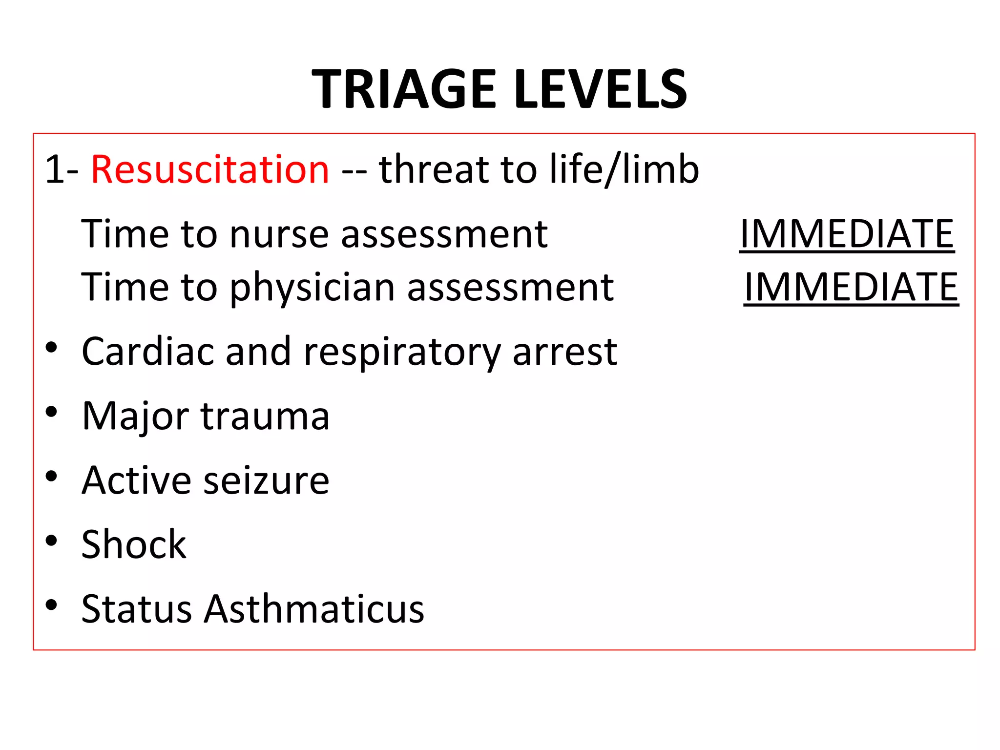 TRIAGE LEVELS
1- Resuscitation -- threat to life/limb
Time to nurse assessment IMMEDIATE
Time to physician assessment IMMEDIATE
• Cardiac and respiratory arrest
• Major trauma
• Active seizure
• Shock
• Status Asthmaticus